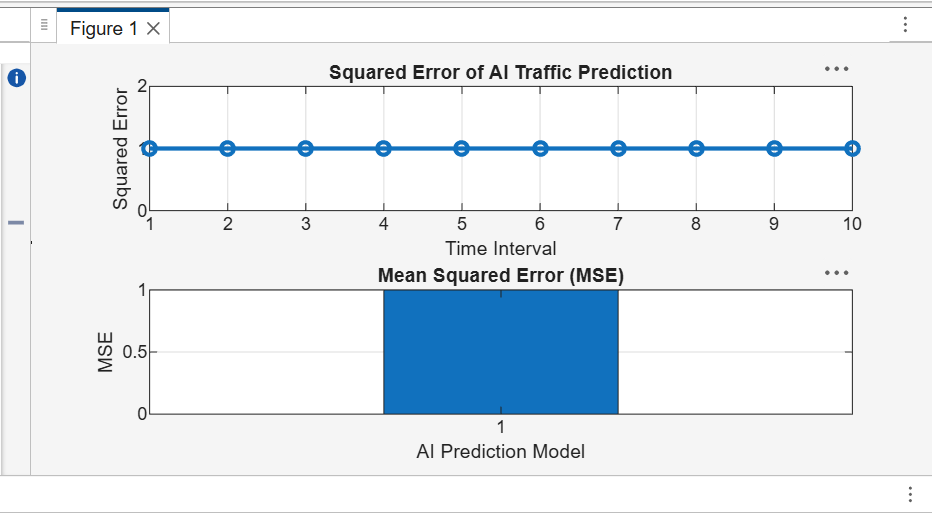 Figure 1
Squared Error of AI Traffic Prediction
2
1
0
Squared Error
1 2 3 4 5 6 7 8 9 10
Time Interval
Mean Squared Error (MSE)
1
0.5
0
MSE
1
AI Prediction Model